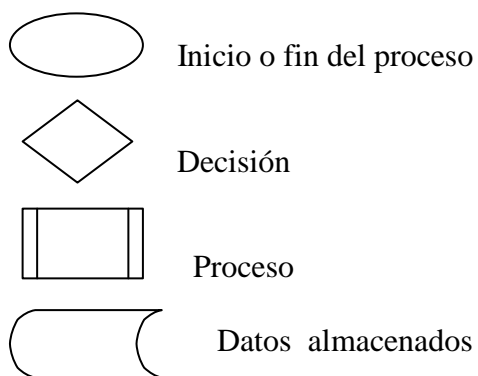 Inicio o fin del proceso
Decisión
Proceso
Datos almacenados